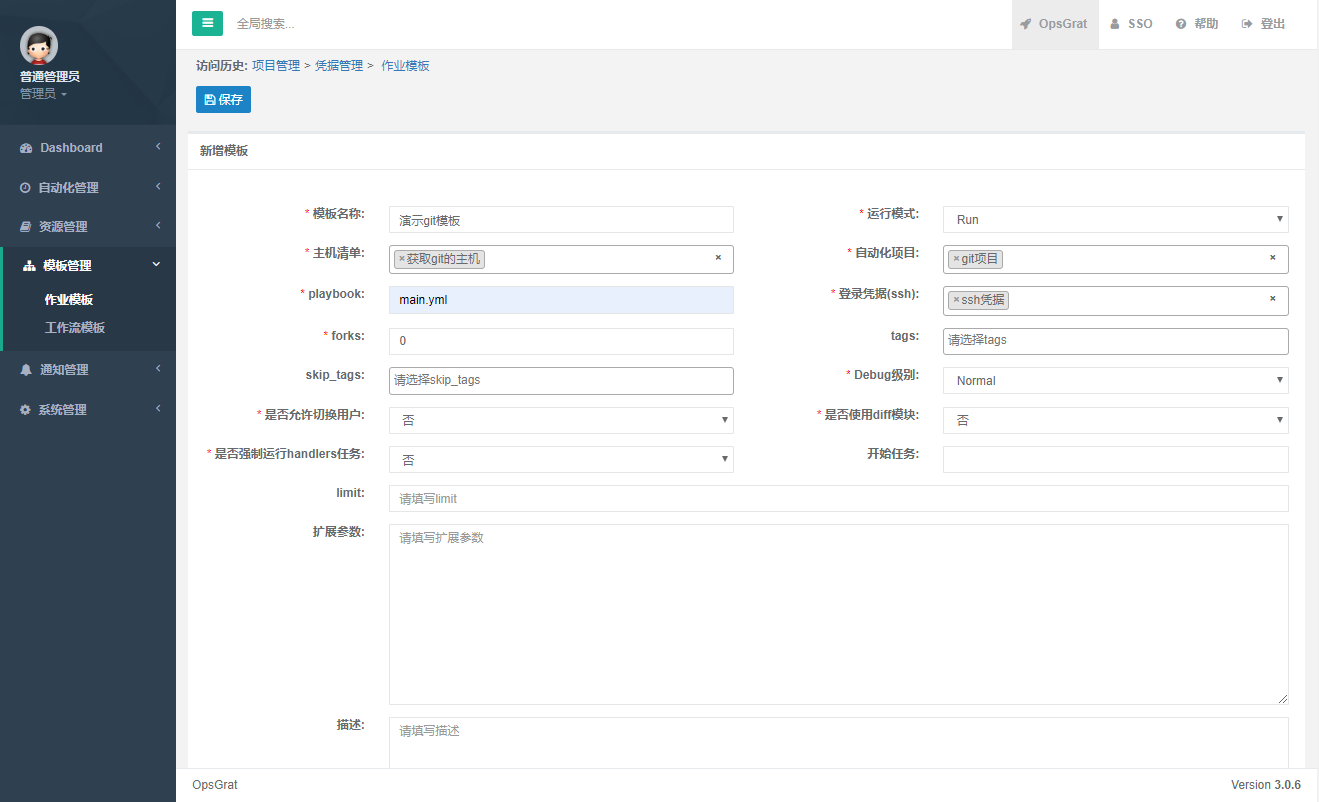 全局搜索...
OpsGrat
SSO
帮助
登出
普通管理员
管理员
Dashboard
自动化管理
资源管理
模板管理
作业模板
工作流模板
通知管理
系统管理
访问历史: 项目管理 > 凭据管理 > 作业模板
保存
新增模板
* 模板名称: 演示git模板
* 运行模式: Run
* 主机清单: ×获取git的主机 ×
* 自动化项目: ×git项目 ×
* playbook: main.yml
* 登录凭据(ssh): ×ssh凭据 ×
* forks: 0
tags: 请选择tags
skip_tags: 请选择skip_tags
* Debug级别: Normal
* 是否允许切换用户: 否
* 是否使用diff模块: 否
* 是否强制运行handlers任务: 否
开始任务:
limit: 请填写limit
扩展参数: 请填写扩展参数
描述: 请填写描述
OpsGrat
Version 3.0.6